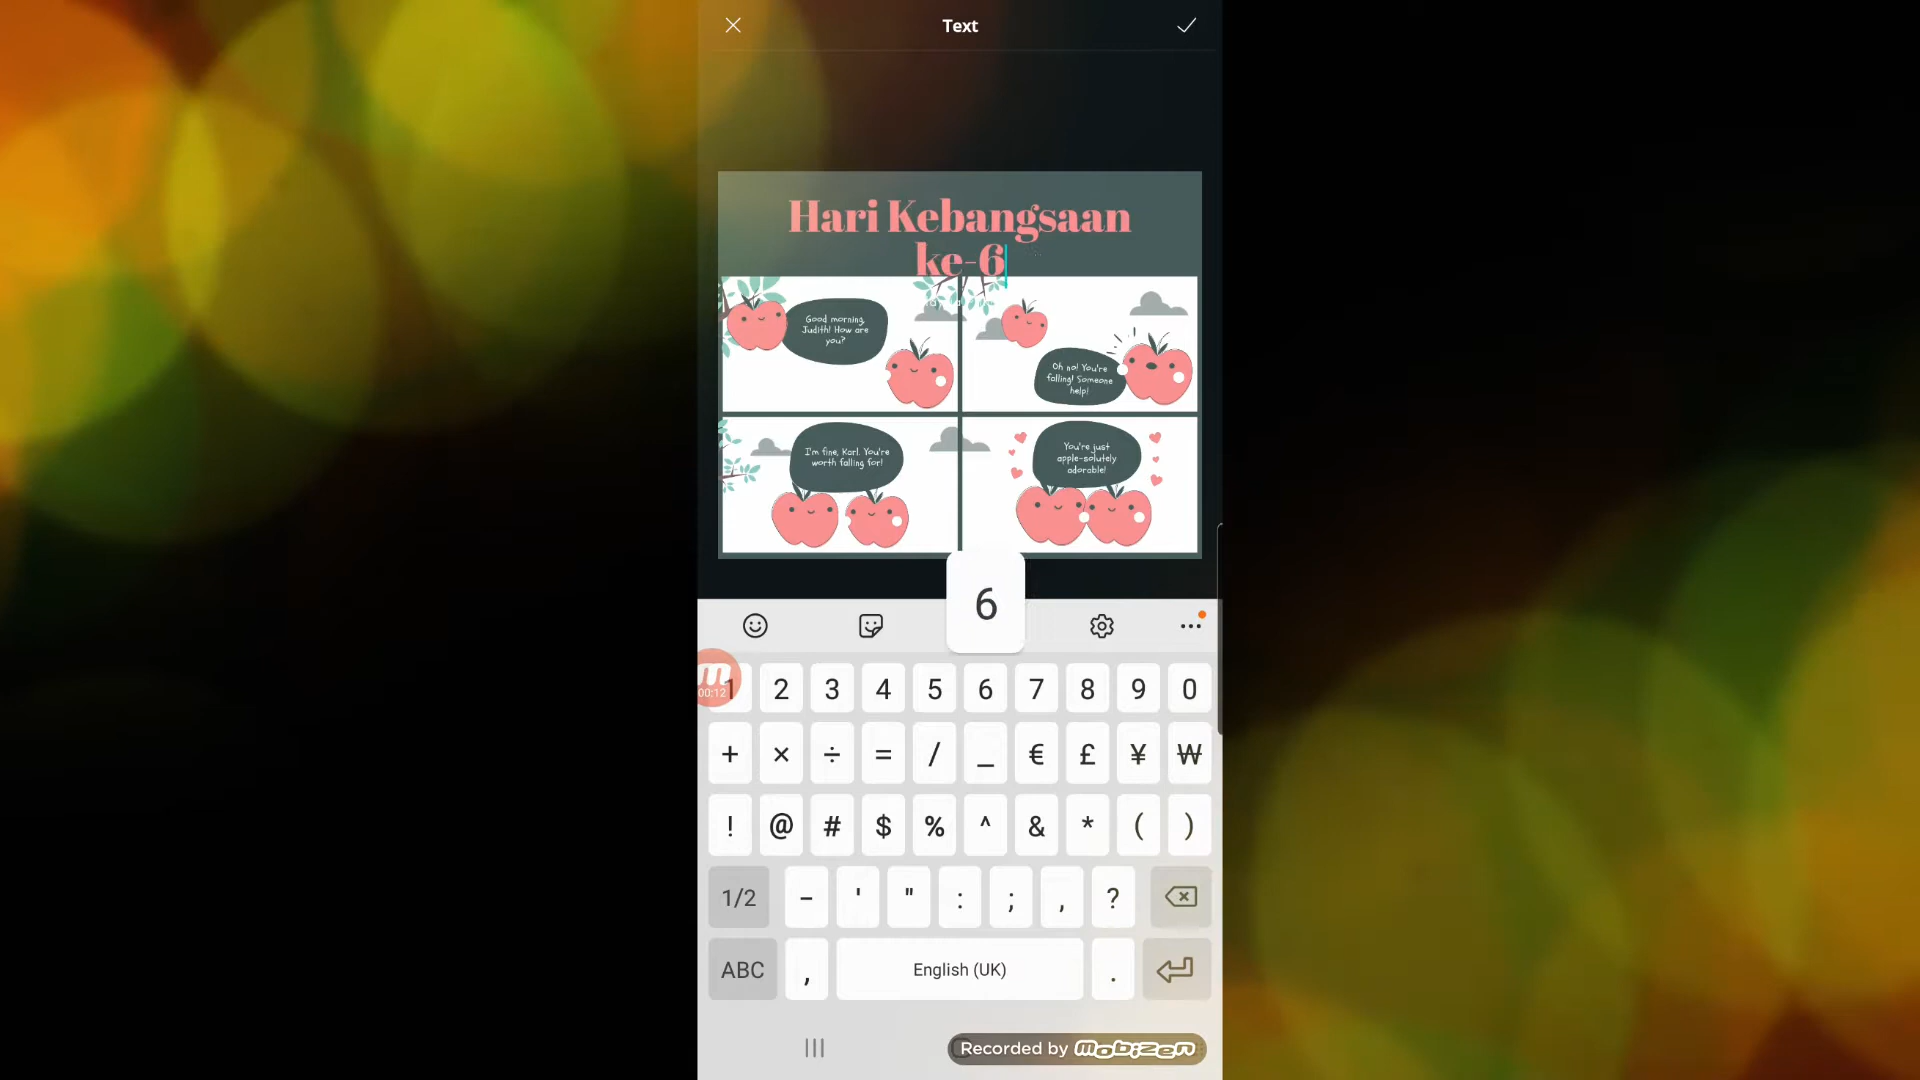 Text
Hari Kebangsaan
ke-6
Good morning,
Judith! How are
you?
Oh no! You're
falling! Someone
help!
I'm fine, Karl. You're
worth falling for!
You're just
apple-solutely
adorable!
6
00:12
1 2 3 4 5 6 7 8 9 0
+ × ÷ = / _ € £ ¥ ₩
! @ # $ % ^ & * ( )
1/2 - ' " : ; , ?
ABC , English (UK) .
Recorded by mobizen